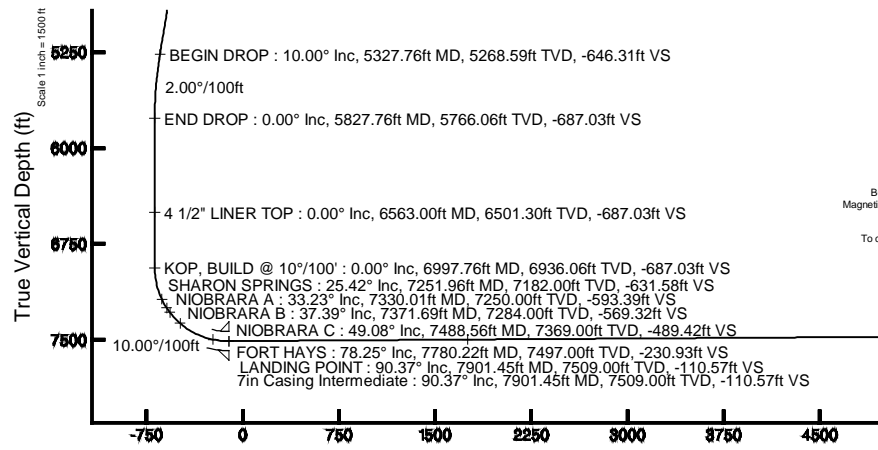 True Vertical Depth (ft)
Scale 1 inch = 1500 ft
5250
6000
6750
7500
BEGIN DROP : 10.00° Inc, 5327.76ft MD, 5268.59ft TVD, -646.31ft VS
2.00°/100ft
END DROP : 0.00° Inc, 5827.76ft MD, 5766.06ft TVD, -687.03ft VS
4 1/2" LINER TOP : 0.00° Inc, 6563.00ft MD, 6501.30ft TVD, -687.03ft VS
KOP, BUILD @ 10°/100' : 0.00° Inc, 6997.76ft MD, 6936.06ft TVD, -687.03ft VS
SHARON SPRINGS : 25.42° Inc, 7251.96ft MD, 7182.00ft TVD, -631.58ft VS
NIOBRARA A : 33.23° Inc, 7330.01ft MD, 7250.00ft TVD, -593.39ft VS
NIOBRARA B : 37.39° Inc, 7371.69ft MD, 7284.00ft TVD, -569.32ft VS
NIOBRARA C : 49.08° Inc, 7488.56ft MD, 7369.00ft TVD, -489.42ft VS
10.00°/100ft
FORT HAYS : 78.25° Inc, 7780.22ft MD, 7497.00ft TVD, -230.93ft VS
LANDING POINT : 90.37° Inc, 7901.45ft MD, 7509.00ft TVD, -110.57ft VS
7in Casing Intermediate : 90.37° Inc, 7901.45ft MD, 7509.00ft TVD, -110.57ft VS
B
Magneti
To c
-750 0 750 1500 2250 3000 3750 4500